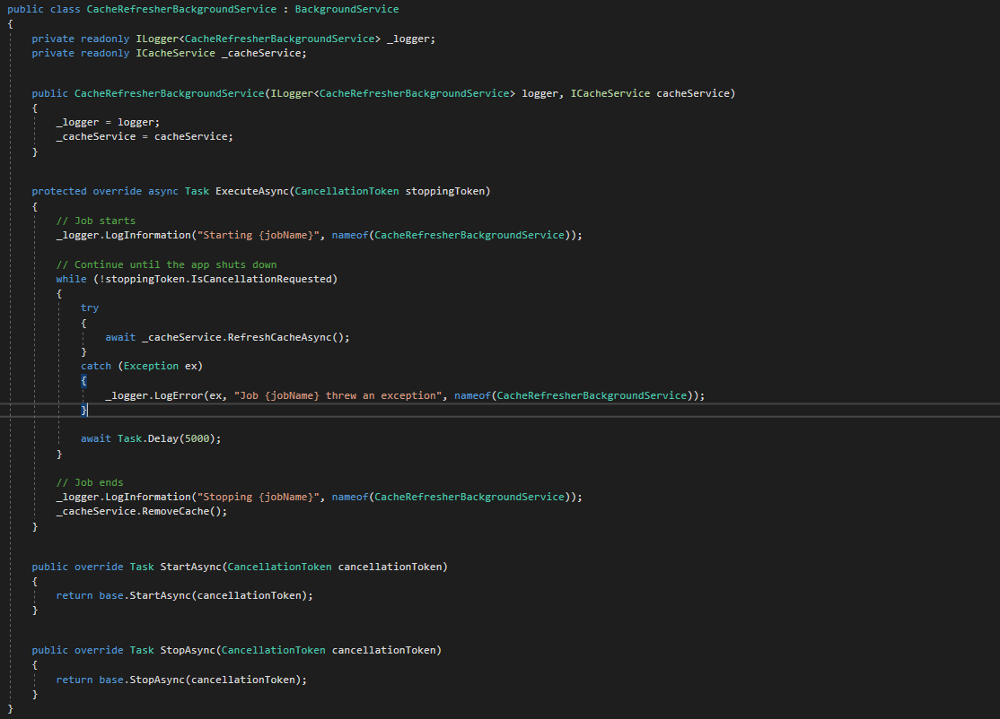 public class CacheRefresherBackgroundService : BackgroundService
{
    private readonly ILogger<CacheRefresherBackgroundService> _logger;
    private readonly ICacheService _cacheService;

    public CacheRefresherBackgroundService(ILogger<CacheRefresherBackgroundService> logger, ICacheService cacheService)
    {
        _logger = logger;
        _cacheService = cacheService;
    }

    protected override async Task ExecuteAsync(CancellationToken stoppingToken)
    {
        // Job starts
        _logger.LogInformation("Starting {jobName}", nameof(CacheRefresherBackgroundService));

        // Continue until the app shuts down
        while (!stoppingToken.IsCancellationRequested)
        {
            try
            {
                await _cacheService.RefreshCacheAsync();
            }
            catch (Exception ex)
            {
                _logger.LogError(ex, "Job {jobName} threw an exception", nameof(CacheRefresherBackgroundService));
            }

            await Task.Delay(5000);
        }

        // Job ends
        _logger.LogInformation("Stopping {jobName}", nameof(CacheRefresherBackgroundService));
        _cacheService.RemoveCache();
    }

    public override Task StartAsync(CancellationToken cancellationToken)
    {
        return base.StartAsync(cancellationToken);
    }

    public override Task StopAsync(CancellationToken cancellationToken)
    {
        return base.StopAsync(cancellationToken);
    }
}